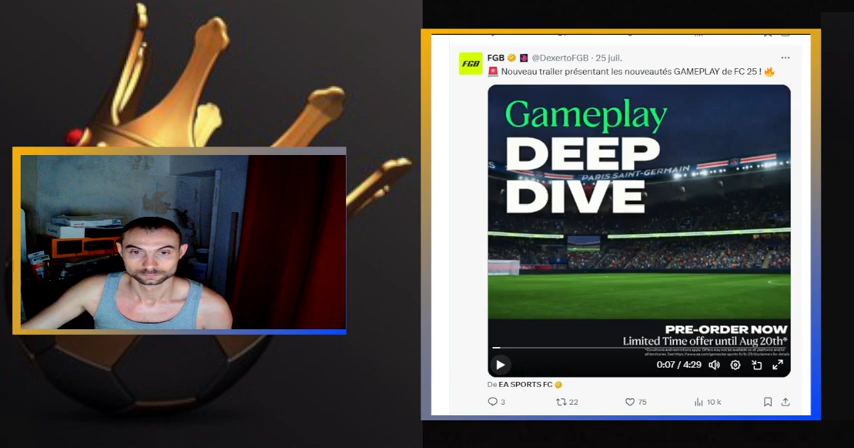 FGB
FGB @DexertoFGB · 25 juil.
🚨 Nouveau trailer présentant les nouveautés GAMEPLAY de FC 25 ! 🔥
Gameplay
DEEP
PARIS SAINT-GERMAIN
DIVE
PRE-ORDER NOW
Limited Time offer until Aug 20th*
0:07 / 4:29
De EA SPORTS FC
3 22 75 10 k